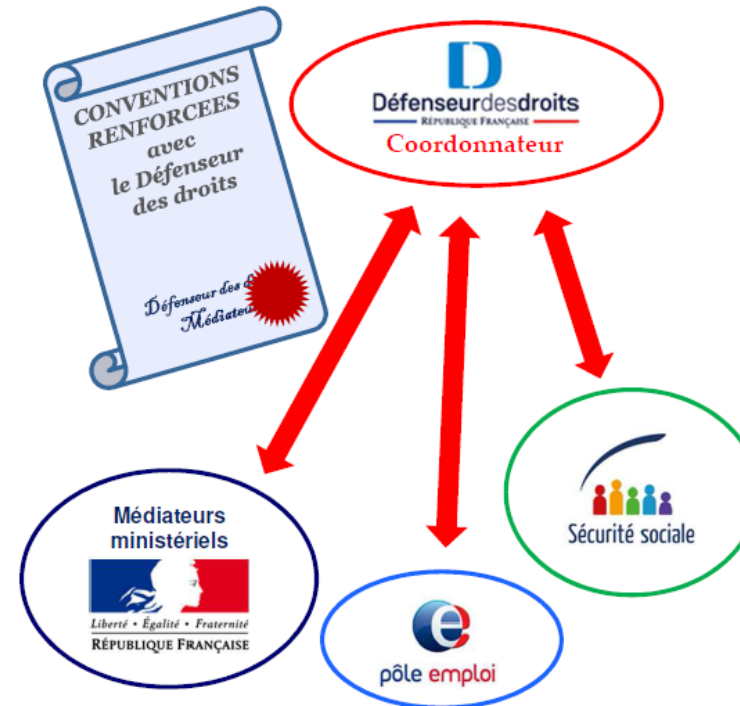 CONVENTIONS
RENFORCEES
avec
le Défenseur
des droits
Défenseur des
Défenseurdesdroits
RÉPUBLIQUE FRANÇAISE
Coordonnateur
Médiateurs
ministériels
Liberté • Égalité • Fraternité
RÉPUBLIQUE FRANÇAISE
pôle emploi
Sécurité sociale